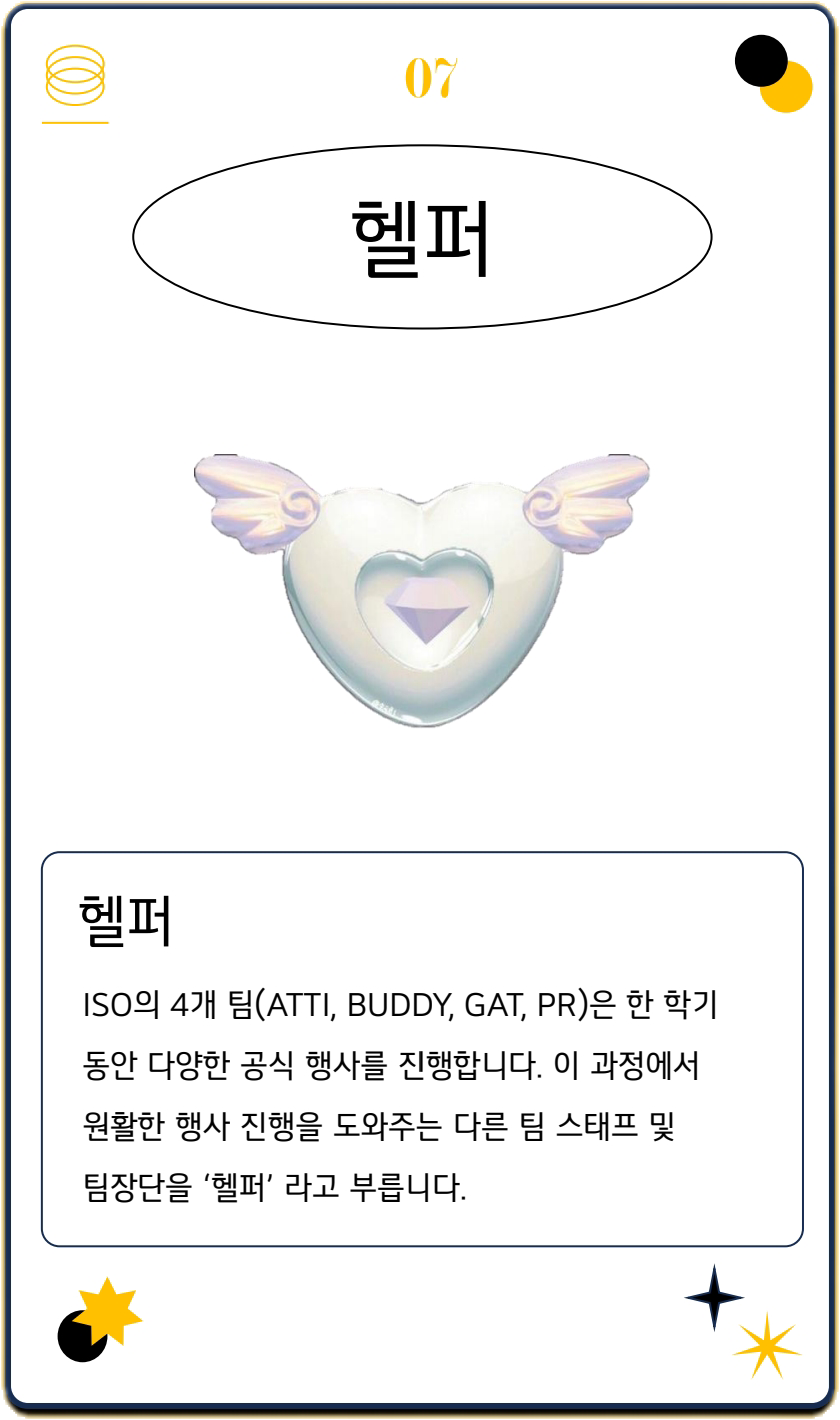 07
헬퍼
헬퍼
ISO의 4개 팀(ATTI, BUDDY, GAT, PR)은 한 학기
동안 다양한 공식 행사를 진행합니다. 이 과정에서
원활한 행사 진행을 도와주는 다른 팀 스태프 및
팀장단을 ‘헬퍼’ 라고 부릅니다.